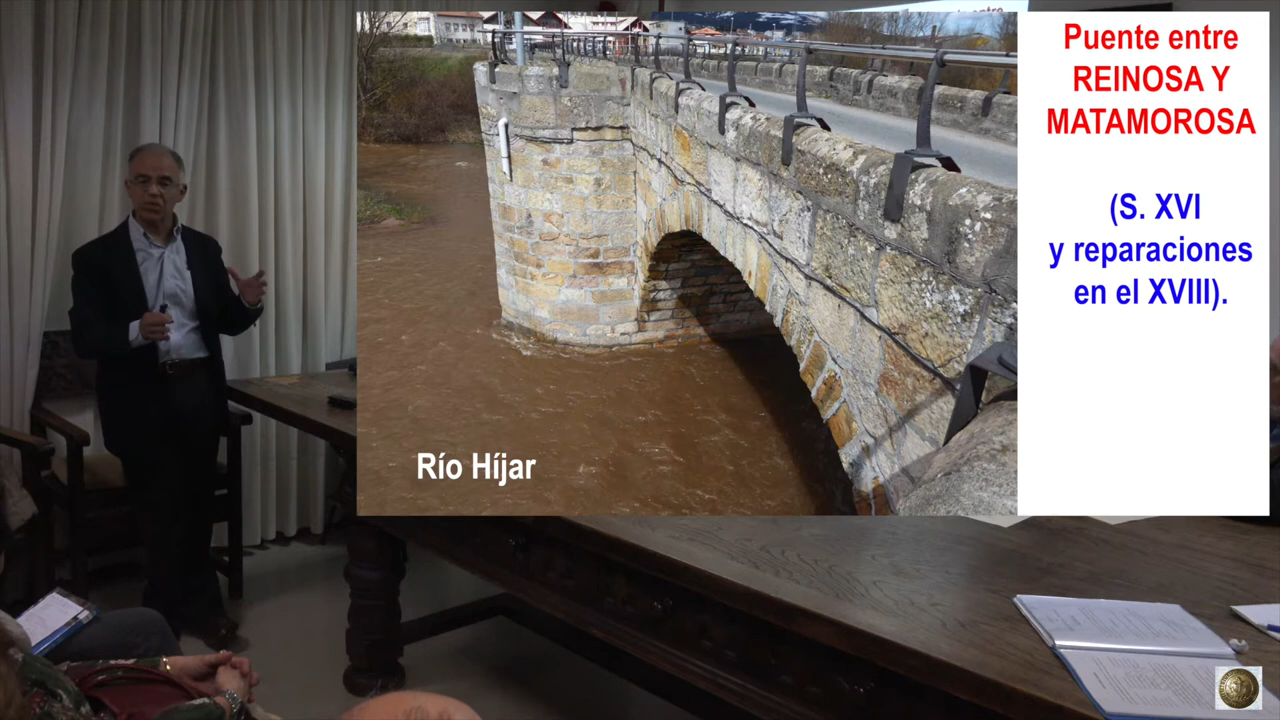 Puente entre
REINOSA Y
MATAMOROSA
(S. XVI
y reparaciones
en el XVIII).
Río Híjar